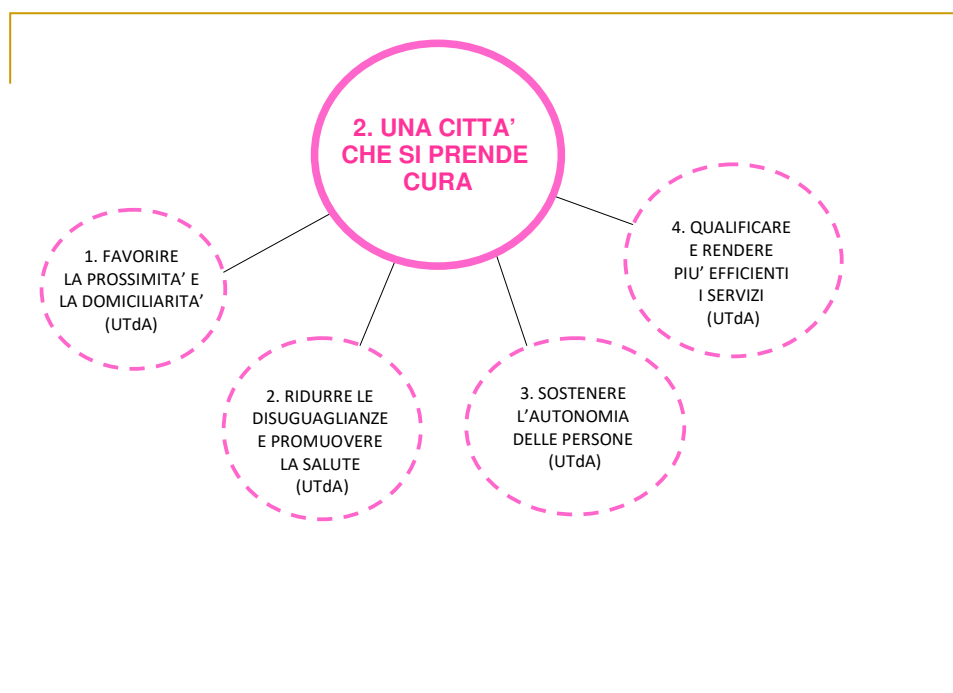 2. UNA CITTA’
CHE SI PRENDE
CURA
1. FAVORIRE
LA PROSSIMITA’ E
LA DOMICILIARITA’
(UTdA)
2. RIDURRE LE
DISUGUAGLIANZE
E PROMUOVERE
LA SALUTE
(UTdA)
3. SOSTENERE
L’AUTONOMIA
DELLE PERSONE
(UTdA)
4. QUALIFICARE
E RENDERE
PIU’ EFFICIENTI
I SERVIZI
(UTdA)